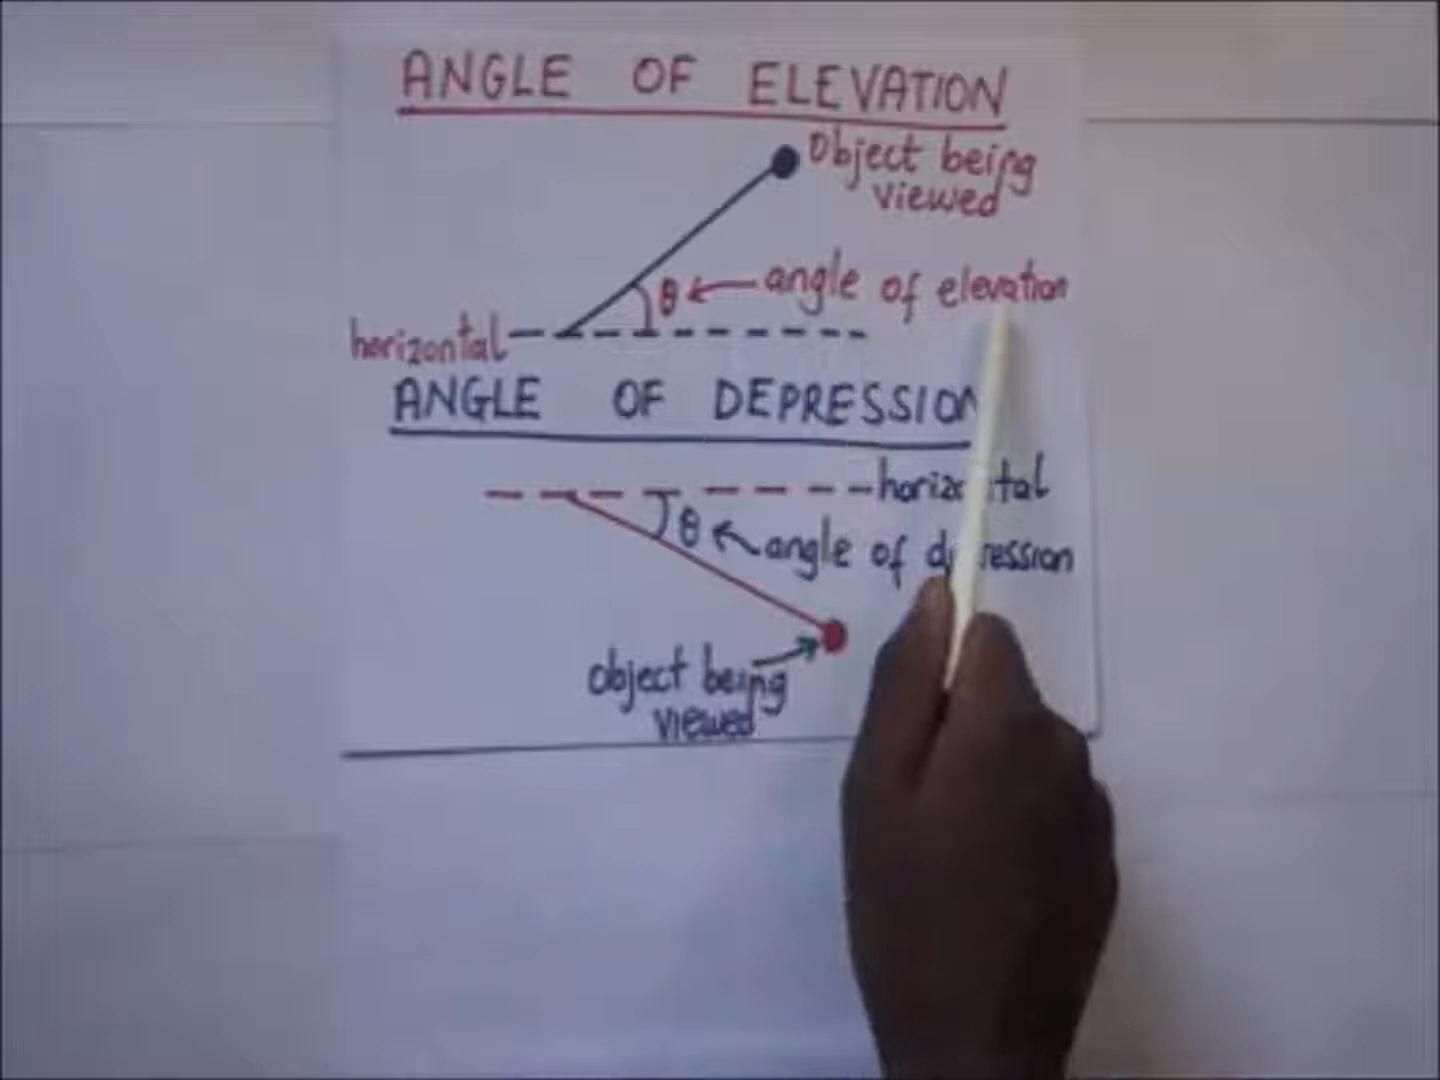 ANGLE OF ELEVATION
Object being
viewed
θ ← angle of elevation
horizontal
ANGLE OF DEPRESSION
horizontal
θ ← angle of depression
object being
viewed